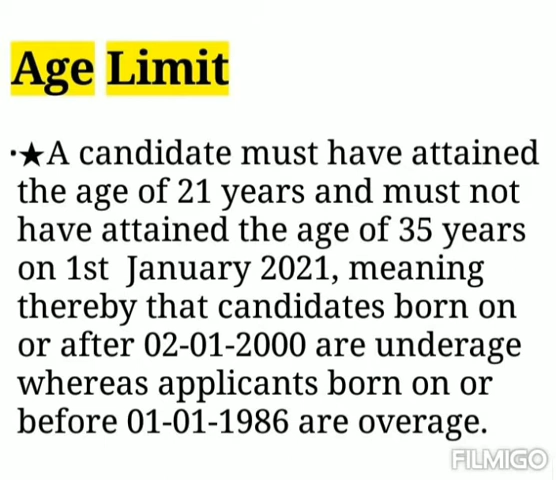 Age Limit
·★A candidate must have attained
the age of 21 years and must not
have attained the age of 35 years
on 1st January 2021, meaning
thereby that candidates born on
or after 02-01-2000 are underage
whereas applicants born on or
before 01-01-1986 are overage.
FILMIGO